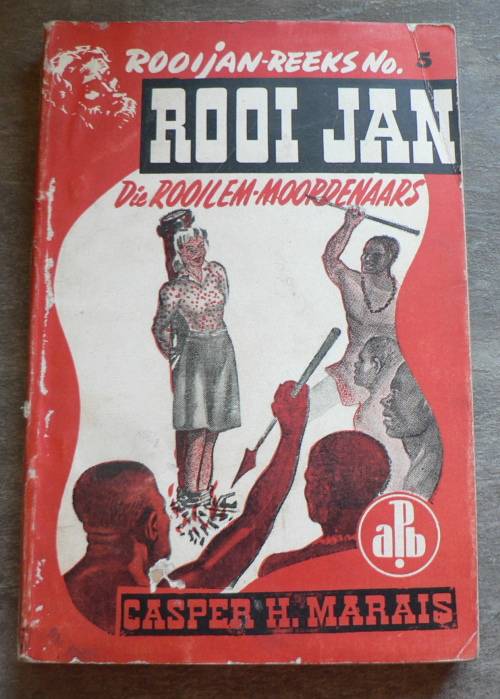 ROOIJAN-REEKS No. 5
ROOI JAN
Die ROOILEM-MOORDENAARS
aPb
CASPER H. MARAIS